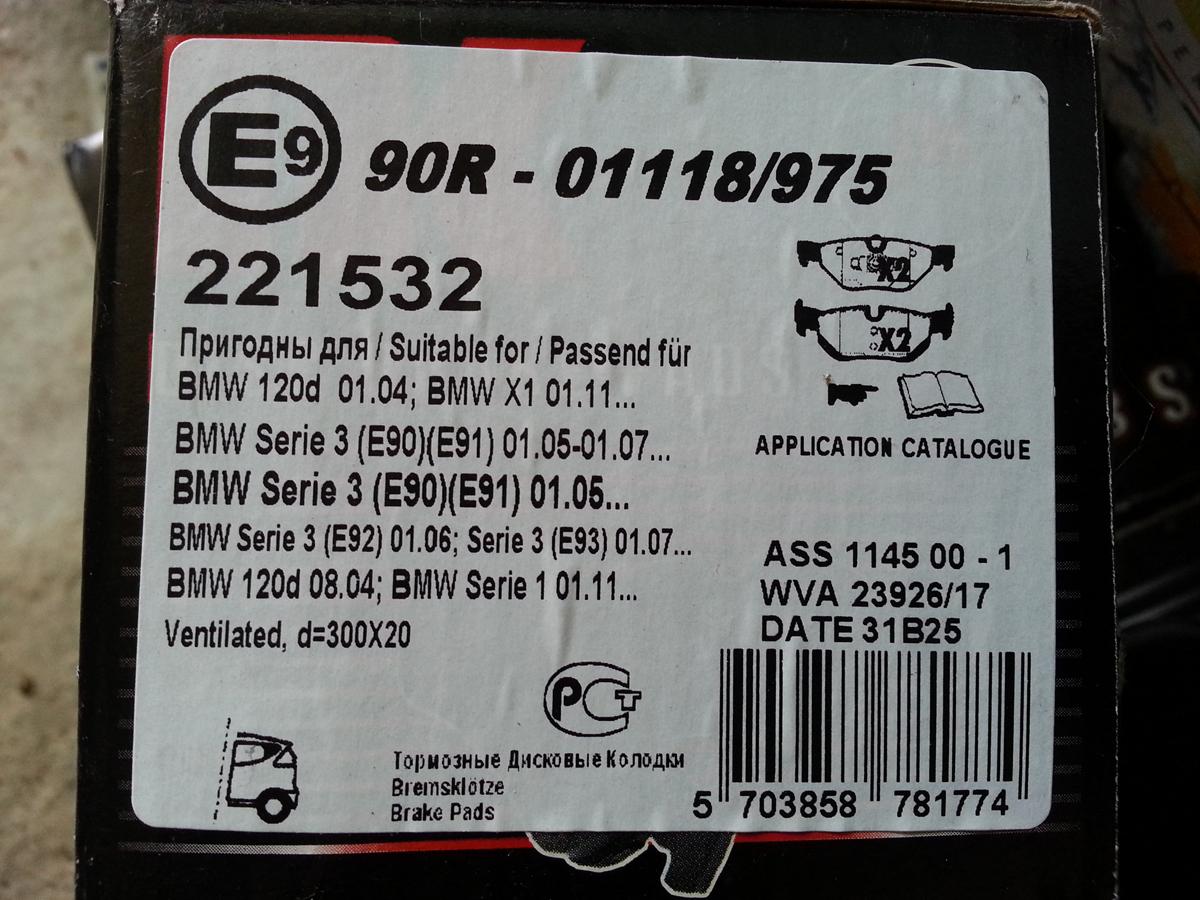 E9 90R - 01118/975
221532
X2
X2
Пригодны для / Suitable for / Passend für
BMW 120d 01.04; BMW X1 01.11...
BMW Serie 3 (E90)(E91) 01.05-01.07...
APPLICATION CATALOGUE
BMW Serie 3 (E90)(E91) 01.05...
BMW Serie 3 (E92) 01.06; Serie 3 (E93) 01.07...
BMW 120d 08.04; BMW Serie 1 01.11...
Ventilated, d=300X20
ASS 1145 00 - 1
WVA 23926/17
DATE 31B25
РСТ
Тормозные Дисковые Колодки
Bremsklötze
Brake Pads
5 703858 781774